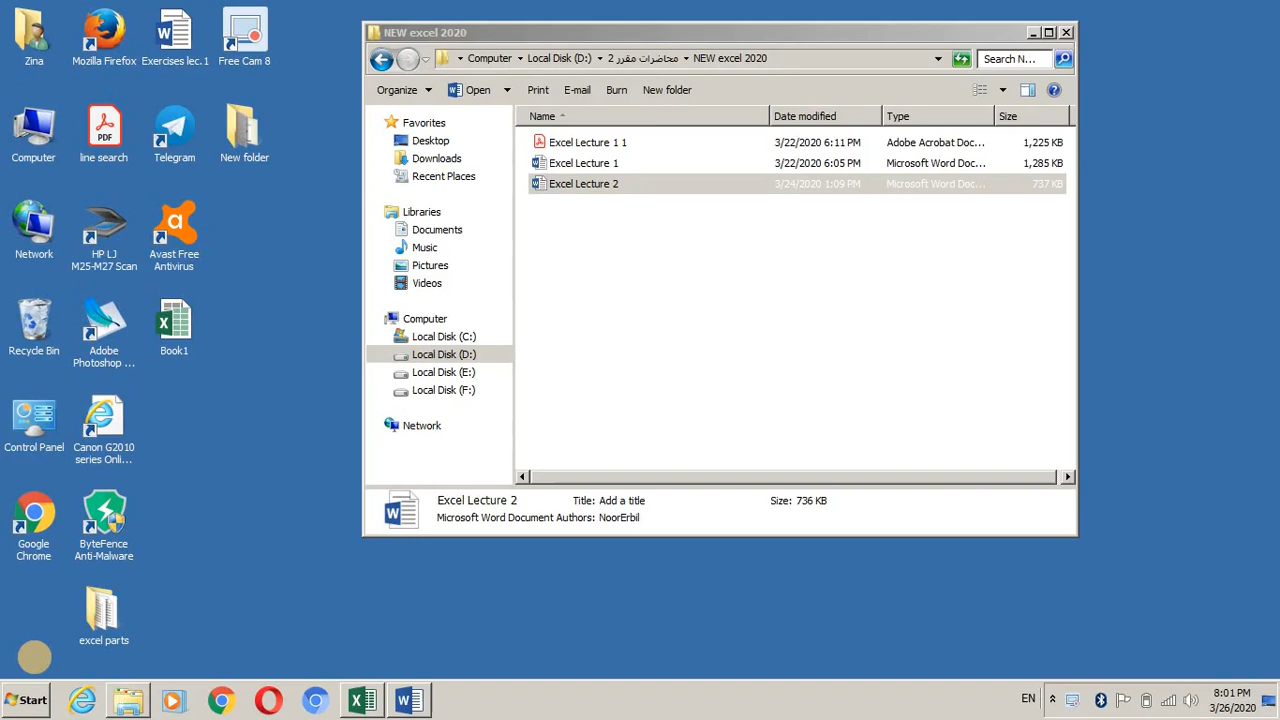 Zina
Mozilla Firefox
Exercises lec.1
Free Cam 8
Computer
line search
PDF
Telegram
New folder
Network
HP LJ
M25-M27 Scan
Avast Free
Antivirus
Recycle Bin
Adobe
Photoshop ...
Book1
Control Panel
Canon G2010
series Onli...
Google
Chrome
ByteFence
Anti-Malware
excel parts
NEW excel 2020
Computer Local Disk (D:) محاضرات مقرر 2 NEW excel 2020
Search N...
Organize Open Print E-mail Burn New folder
Favorites
Desktop
Downloads
Recent Places
Libraries
Documents
Music
Pictures
Videos
Computer
Local Disk (C:)
Local Disk (D:)
Local Disk (E:)
Local Disk (F:)
Network
Name Date modified Type Size
Excel Lecture 1 1 3/22/2020 6:11 PM Adobe Acrobat Doc... 1,225 KB
Excel Lecture 1 3/22/2020 6:05 PM Microsoft Word Doc... 1,285 KB
Excel Lecture 2 3/24/2020 1:09 PM Microsoft Word Doc... 737 KB
Excel Lecture 2 Title: Add a title Size: 736 KB
Microsoft Word Document Authors: NoorErbil
Start
EN
8:01 PM
3/26/2020